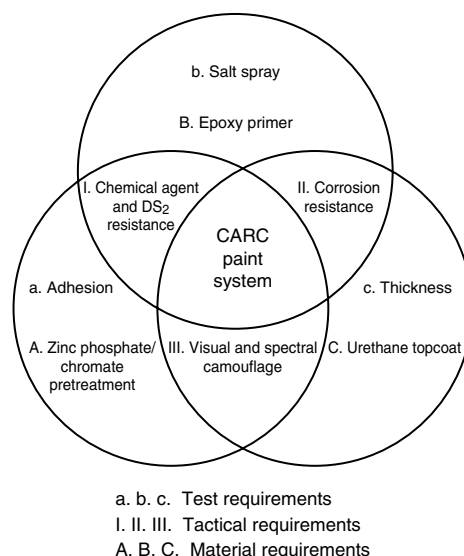 b. Salt spray
B. Epoxy primer
I. Chemical agent
and DS₂
resistance
II. Corrosion
resistance
CARC
paint
system
a. Adhesion
c. Thickness
A. Zinc phosphate/
chromate
pretreatment
III. Visual and spectral
camouflage
C. Urethane topcoat
a. b. c. Test requirements
I. II. III. Tactical requirements
A. B. C. Material requirements